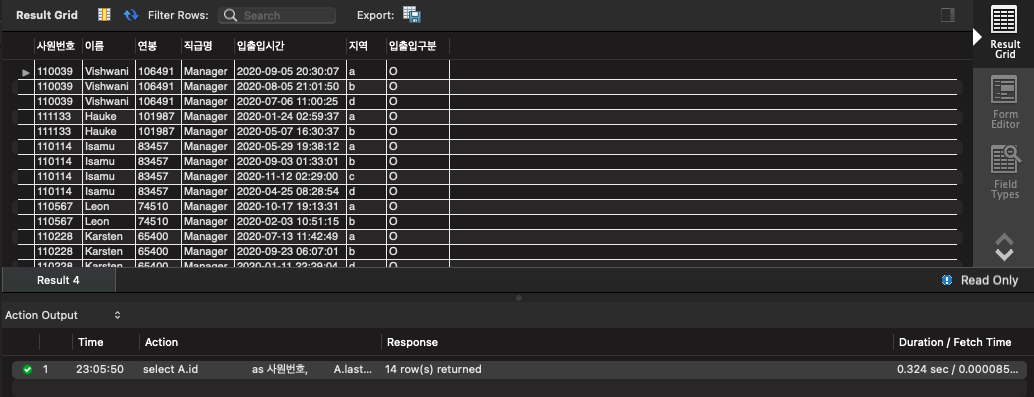 Result Grid Filter Rows: Search Export:
사원번호 이름 연봉 직급명 입출입시간 지역 입출입구분
110039 Vishwani 106491 Manager 2020-09-05 20:30:07 a O
110039 Vishwani 106491 Manager 2020-08-05 21:01:50 b O
110039 Vishwani 106491 Manager 2020-07-06 11:00:25 d O
111133 Hauke 101987 Manager 2020-01-24 02:59:37 a O
111133 Hauke 101987 Manager 2020-05-07 16:30:37 b O
110114 Isamu 83457 Manager 2020-05-29 19:38:12 a O
110114 Isamu 83457 Manager 2020-09-03 01:33:01 b O
110114 Isamu 83457 Manager 2020-11-12 02:29:00 c O
110114 Isamu 83457 Manager 2020-04-25 08:28:54 d O
110567 Leon 74510 Manager 2020-10-17 19:13:31 a O
110567 Leon 74510 Manager 2020-02-03 10:51:15 b O
110228 Karsten 65400 Manager 2020-07-13 11:42:49 a O
110228 Karsten 65400 Manager 2020-09-23 06:07:01 b O
110228 Karsten 65400 Manager 2020-01-11 22:29:04 d O
Result
Grid
Form
Editor
Field
Types
Result 4 Read Only
Action Output
Time Action Response Duration / Fetch Time
1 23:05:50 select A.id as 사원번호, A.last... 14 row(s) returned 0.324 sec / 0.000085...